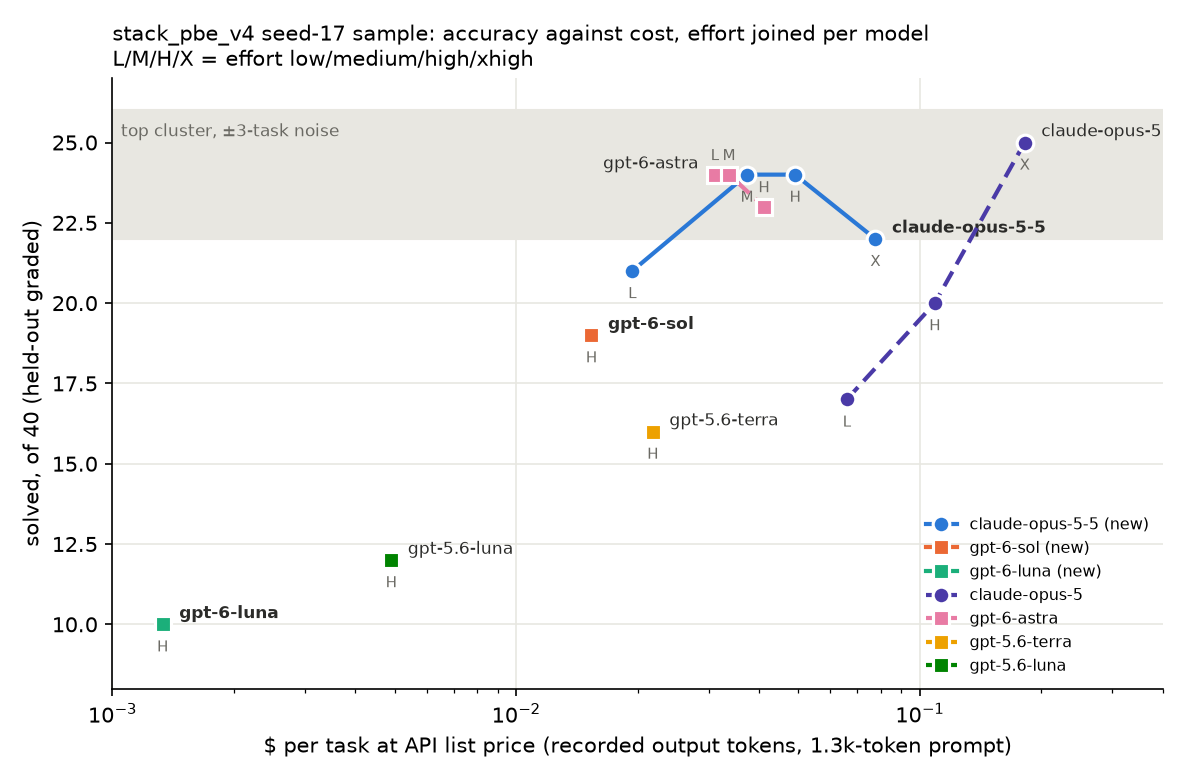 stack_pbe_v4 seed-17 sample: accuracy against cost, effort joined per model
L/M/H/X = effort low/medium/high/xhigh
solved, of 40 (held-out graded)
25.0
22.5
20.0
17.5
15.0
12.5
10.0
top cluster, ±3-task noise
claude-opus-5
X
gpt-6-astra
L M
M
H
H
claude-opus-5-5
X
L
H
gpt-6-sol
H
L
gpt-5.6-terra
H
gpt-5.6-luna
H
gpt-6-luna
H
claude-opus-5-5 (new)
gpt-6-sol (new)
gpt-6-luna (new)
claude-opus-5
gpt-6-astra
gpt-5.6-terra
gpt-5.6-luna
10⁻³
10⁻²
10⁻¹
$ per task at API list price (recorded output tokens, 1.3k-token prompt)